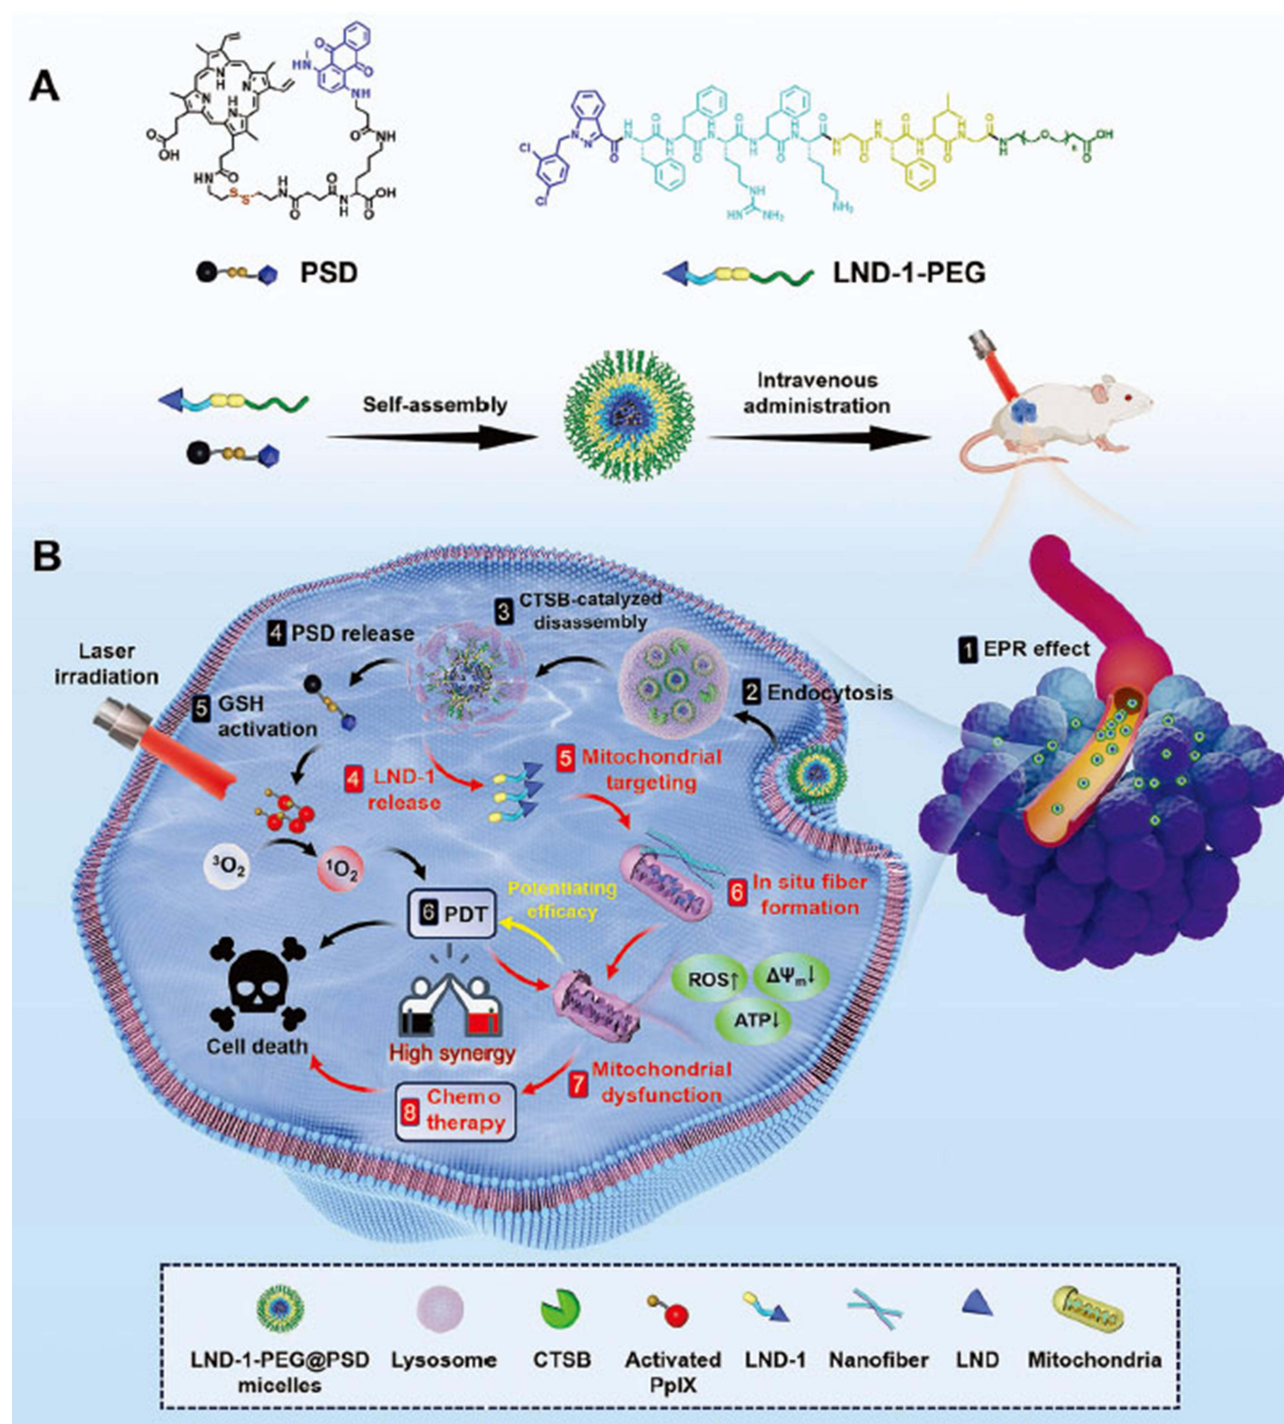 A
PSD
LND-1-PEG
Self-assembly
Intravenous
administration
B
1 EPR effect
2 Endocytosis
3 CTSB-catalyzed
disassembly
4 PSD release
Laser
irradiation
5 GSH
activation
4 LND-1
release
5 Mitochondrial
targeting
6 In situ fiber
formation
³O₂
¹O₂
6 PDT
Potentiating
efficacy
ROS↑
ΔΨₘ↓
ATP↓
Cell death
High synergy
7 Mitochondrial
dysfunction
8 Chemo
therapy
LND-1-PEG@PSD
micelles
Lysosome
CTSB
Activated
PpIX
LND-1
Nanofiber
LND
Mitochondria